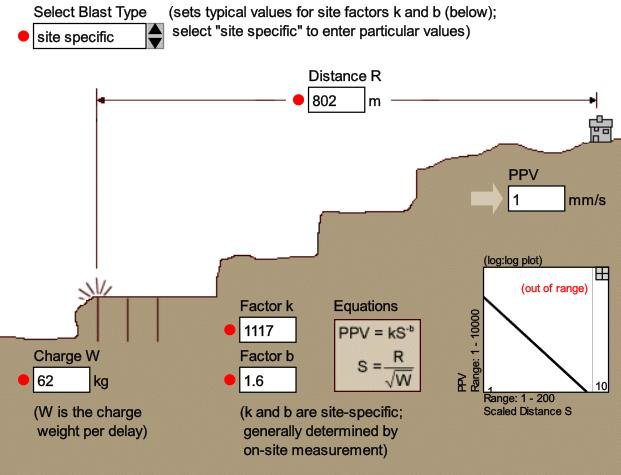 Select Blast Type (sets typical values for site factors k and b (below);
site specific select "site specific" to enter particular values)
Distance R
802 m
PPV
1 mm/s
(log:log plot)
(out of range)
PPV
Range: 1 - 10000
1
10
Range: 1 - 200
Scaled Distance S
Factor k
1117
Factor b
1.6
(k and b are site-specific;
generally determined by
on-site measurement)
Equations
PPV = kS⁻ᵇ
S = R/√W
Charge W
62 kg
(W is the charge
weight per delay)